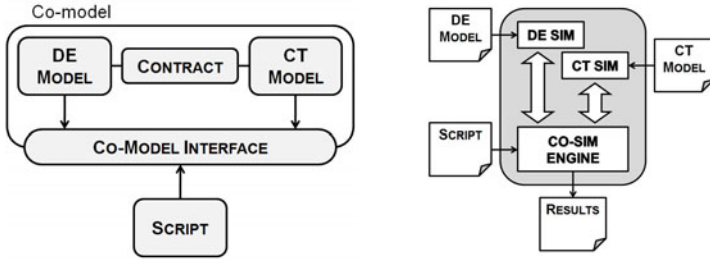 Co-model
DE
MODEL
CONTRACT
CT
MODEL
CO-MODEL INTERFACE
SCRIPT
DE
MODEL
DE SIM
CT SIM
CT
MODEL
SCRIPT
CO-SIM
ENGINE
RESULTS